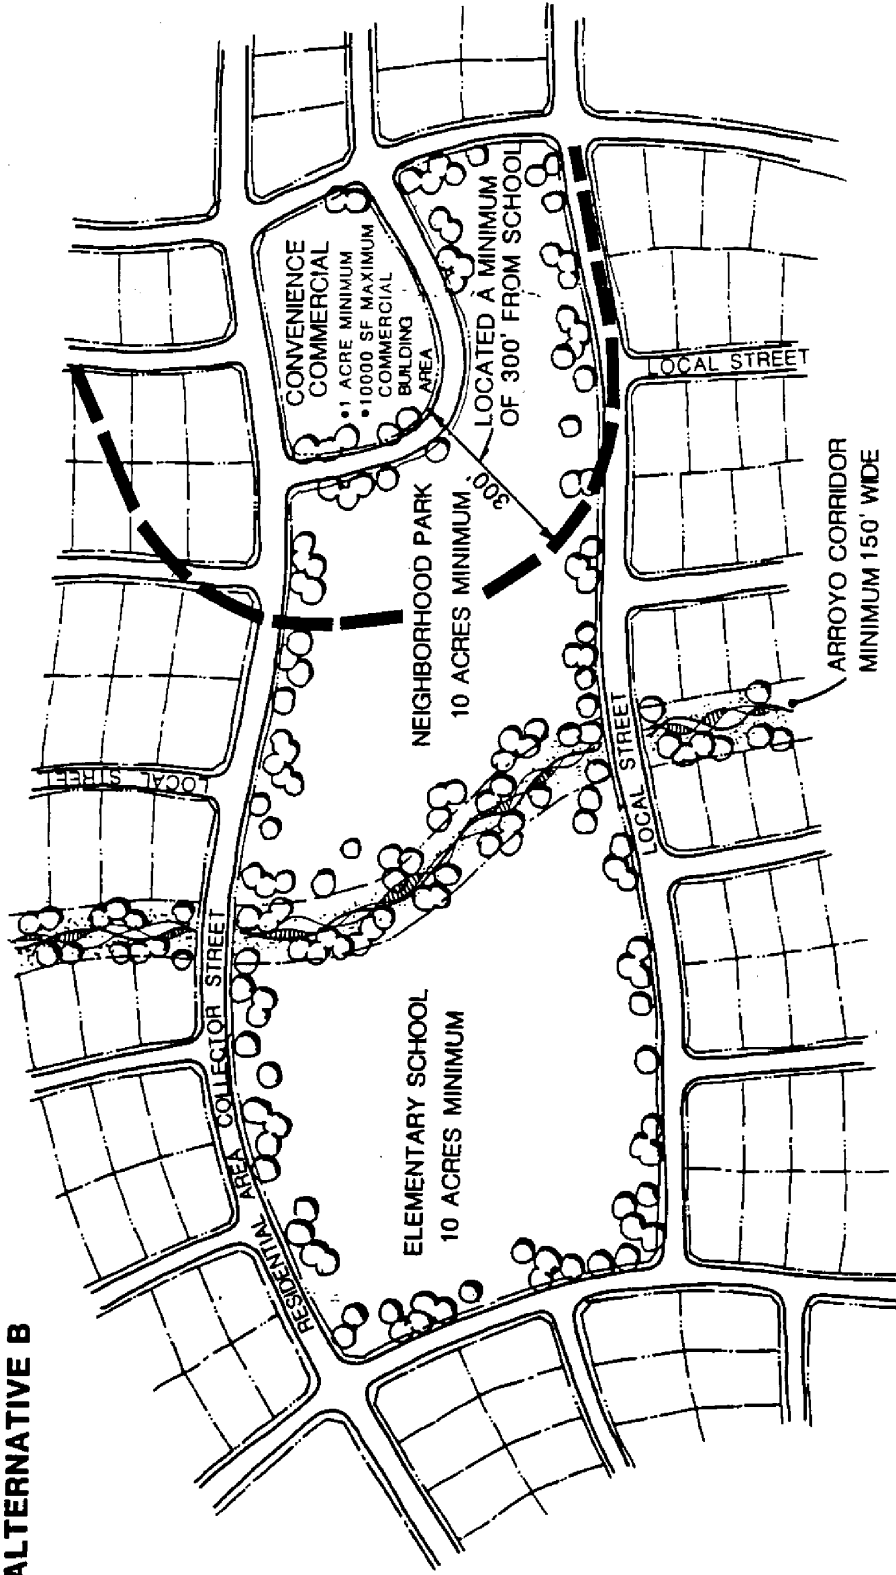 ALTERNATIVE B
RESIDENTIAL AREA COLLECTOR STREET
LOCAL STREET
ELEMENTARY SCHOOL
10 ACRES MINIMUM
NEIGHBORHOOD PARK
10 ACRES MINIMUM
CONVENIENCE
COMMERCIAL
•1 ACRE MINIMUM
•10000 SF MAXIMUM
COMMERCIAL
BUILDING
AREA
300'
LOCATED A MINIMUM
OF 300' FROM SCHOOL
LOCAL STREET
LOCAL STREET
ARROYO CORRIDOR
MINIMUM 150' WIDE